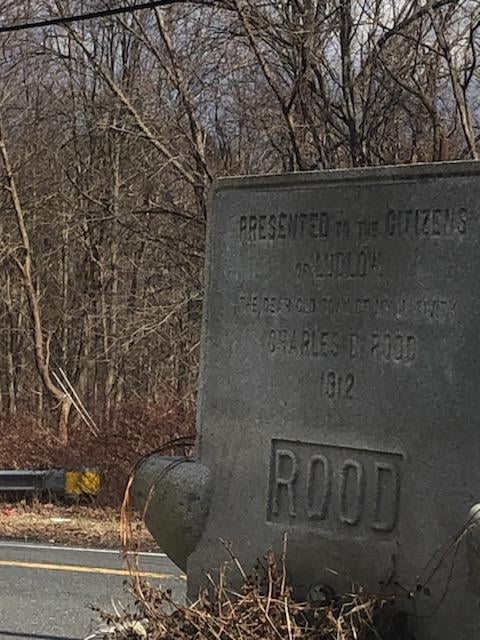 PRESENTED TO THE CITIZENS
OF LUDLOW
THE DEAR OLD TOWN OF MY NATIVITY
CHARLES D. ROOD
1912
ROOD